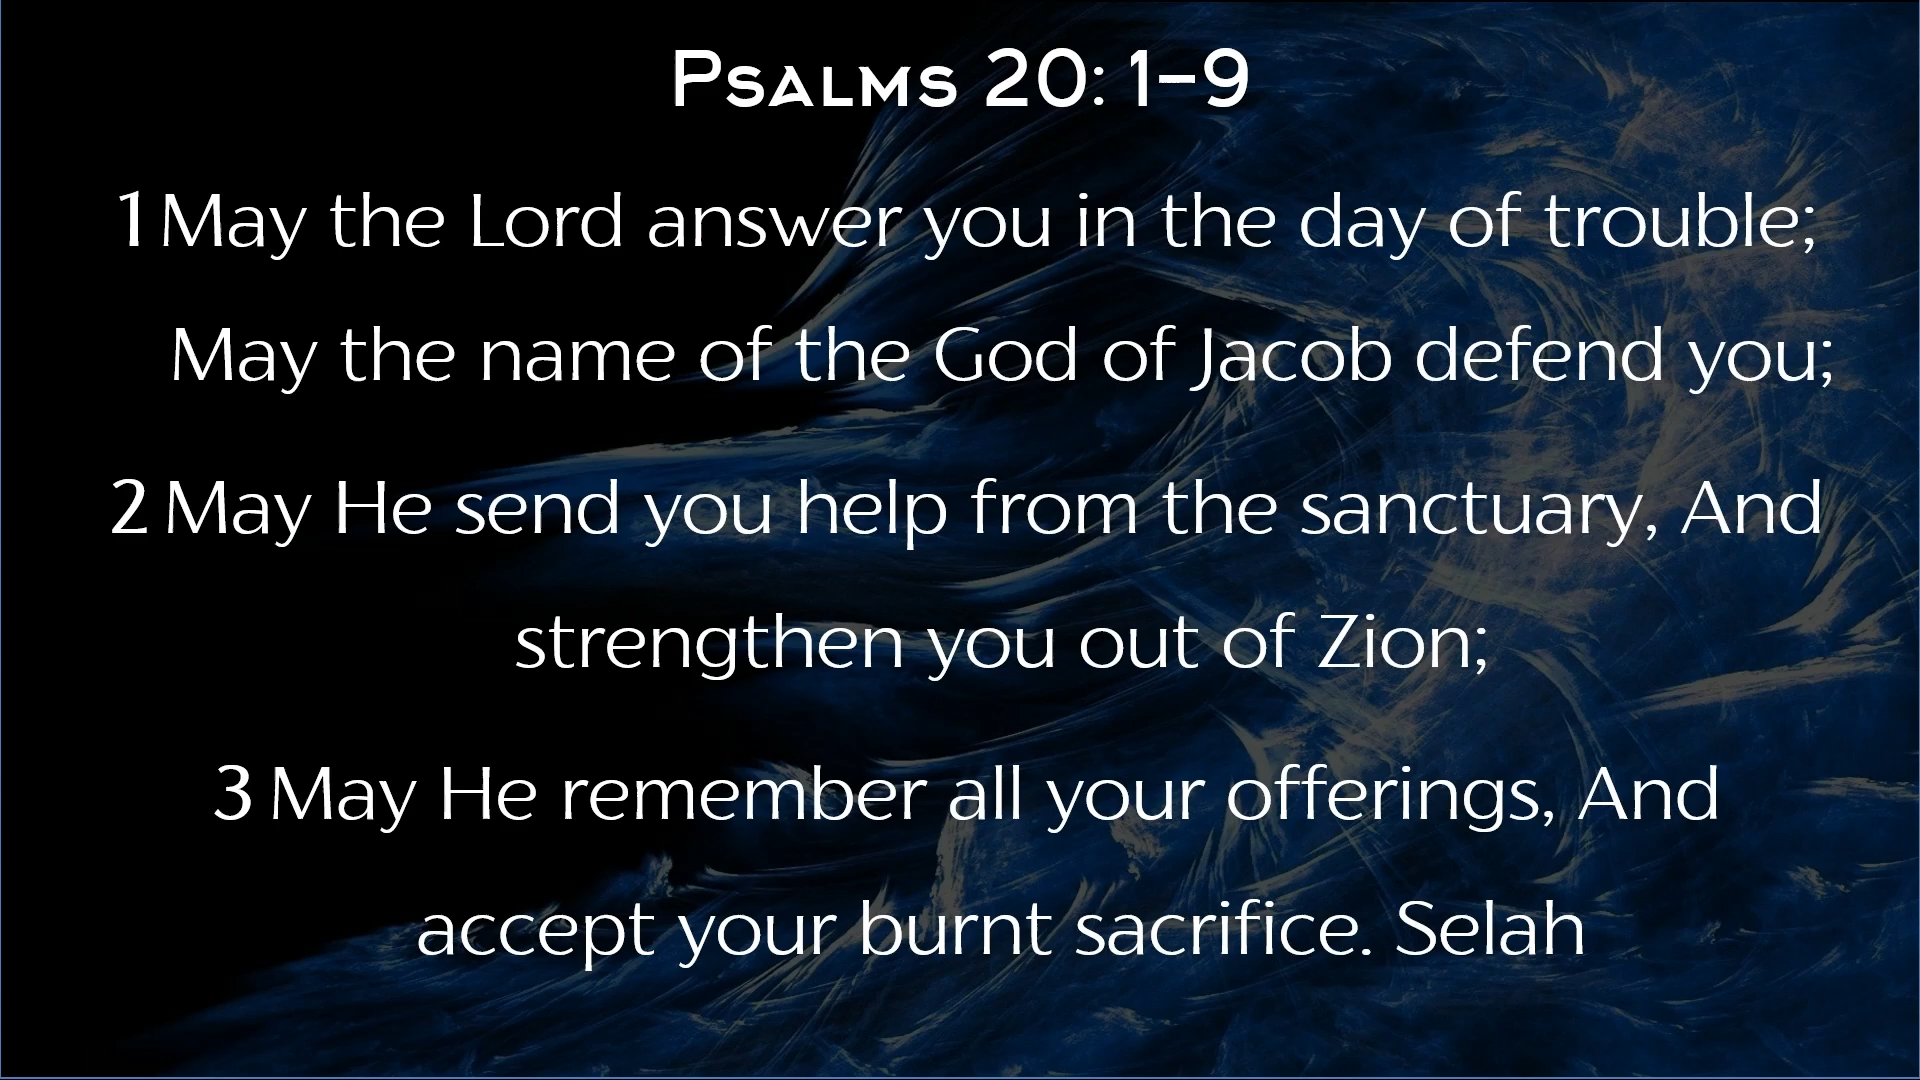 Psalms 20: 1–9
1 May the Lord answer you in the day of trouble;
May the name of the God of Jacob defend you;
2 May He send you help from the sanctuary, And
strengthen you out of Zion;
3 May He remember all your offerings, And
accept your burnt sacrifice. Selah